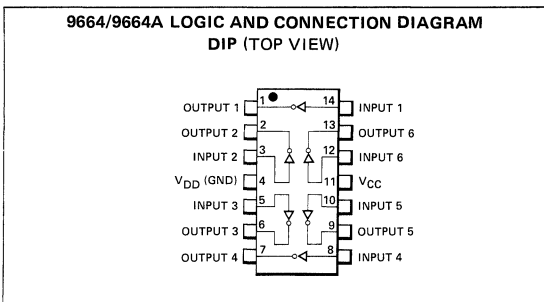 9664/9664A LOGIC AND CONNECTION DIAGRAM
DIP (TOP VIEW)
OUTPUT 1 1 14 INPUT 1
OUTPUT 2 2 13 OUTPUT 6
INPUT 2 3 12 INPUT 6
VDD (GND) 4 11 VCC
INPUT 3 5 10 INPUT 5
OUTPUT 3 6 9 OUTPUT 5
OUTPUT 4 7 8 INPUT 4